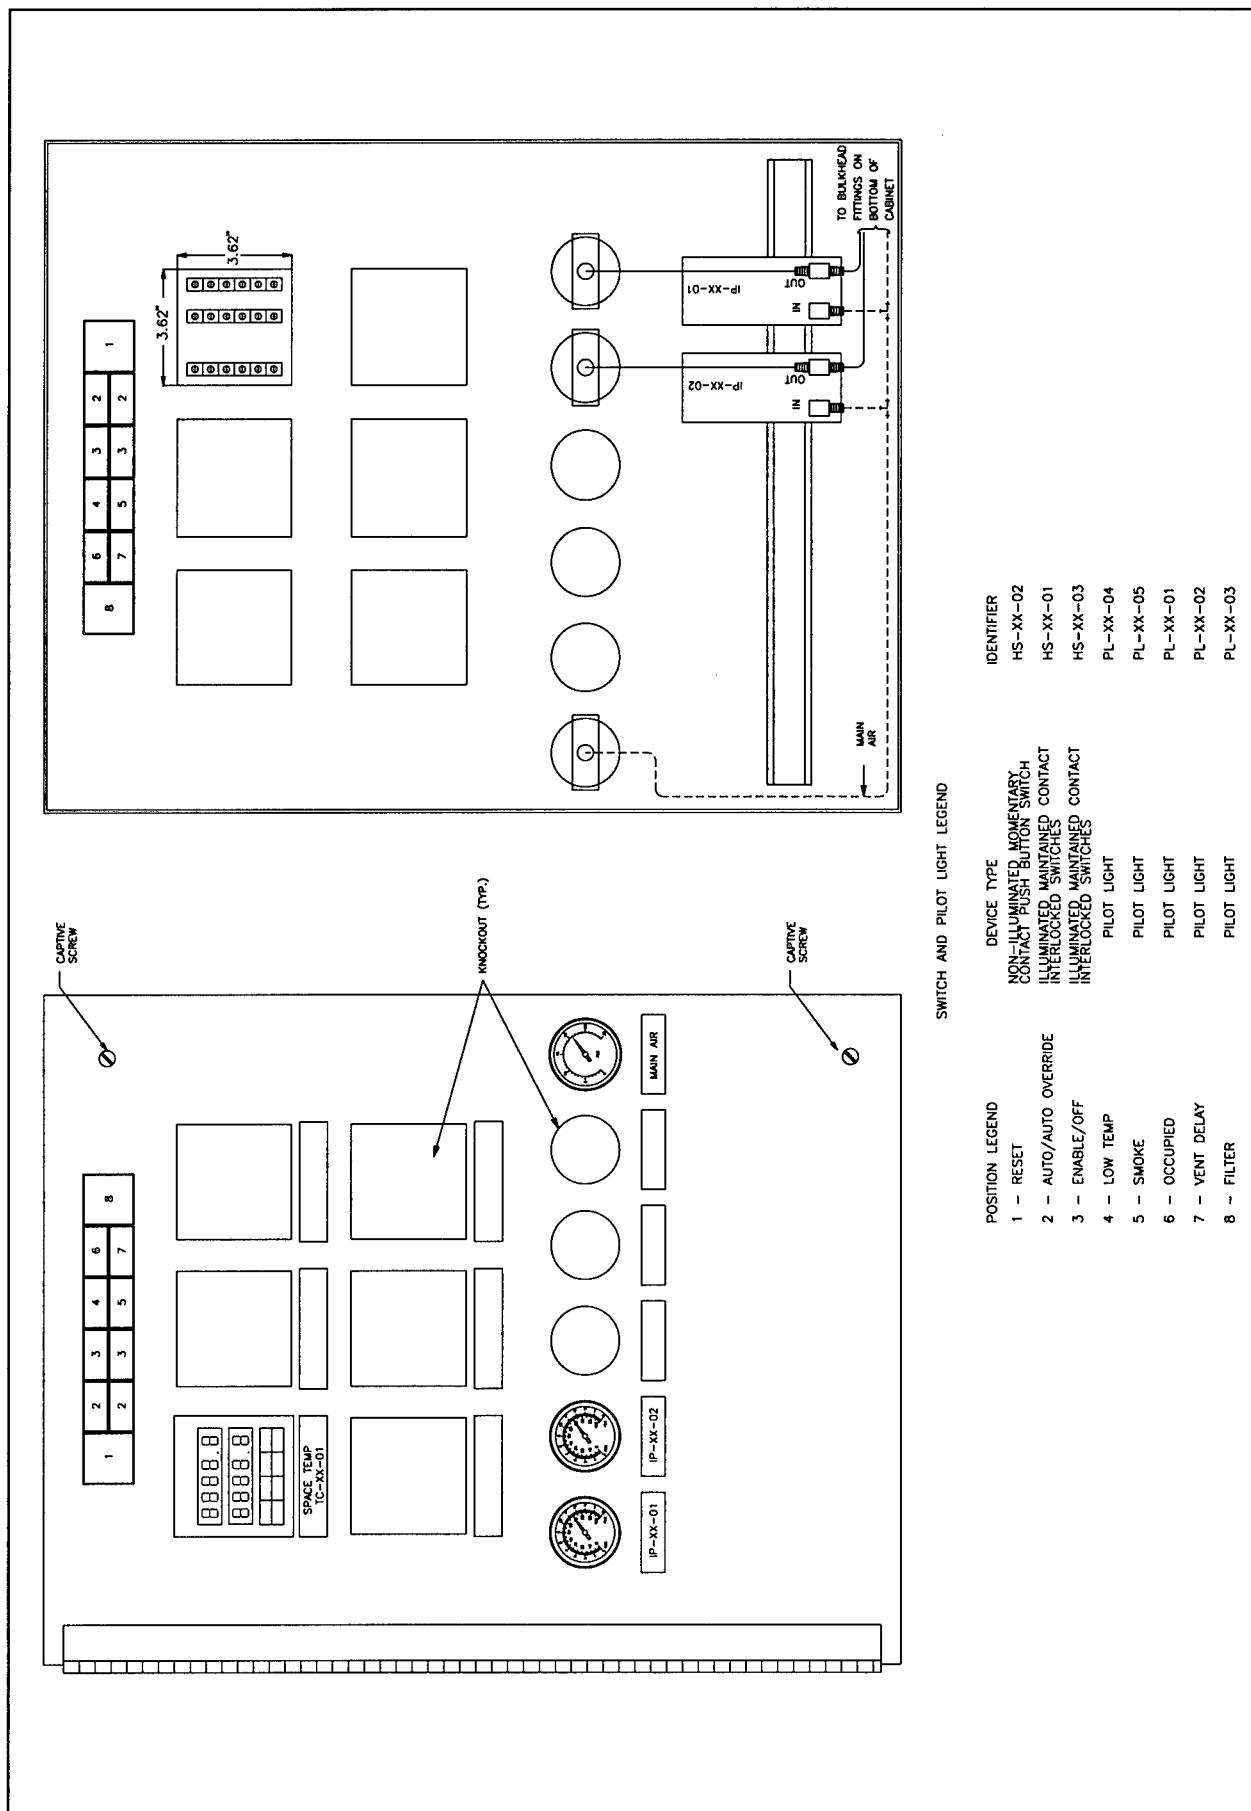 CAPTIVE
SCREW
1
2
3
4
6
8
2
3
5
7
SPACE TEMP
TC-XX-01
KNOCKOUT (TYP.)
IP-XX-01
IP-XX-02
MAIN AIR
CAPTIVE
SCREW
8
6
4
3
2
1
7
5
3
2
3.62"
3.62"
IP-XX-02
IP-XX-01
IN
OUT
IN
OUT
MAIN
AIR
TO BULKHEAD
FITTINGS ON
BOTTOM OF
CABINET
SWITCH AND PILOT LIGHT LEGEND
POSITION LEGEND DEVICE TYPE IDENTIFIER
1 - RESET NON-ILLUMINATED MOMENTARY CONTACT PUSH BUTTON SWITCH HS-XX-02
2 - AUTO/AUTO OVERRIDE ILLUMINATED MAINTAINED CONTACT INTERLOCKED SWITCHES HS-XX-01
3 - ENABLE/OFF ILLUMINATED MAINTAINED CONTACT INTERLOCKED SWITCHES HS-XX-03
4 - LOW TEMP PILOT LIGHT PL-XX-04
5 - SMOKE PILOT LIGHT PL-XX-05
6 - OCCUPIED PILOT LIGHT PL-XX-01
7 - VENT DELAY PILOT LIGHT PL-XX-02
8 - FILTER PILOT LIGHT PL-XX-03